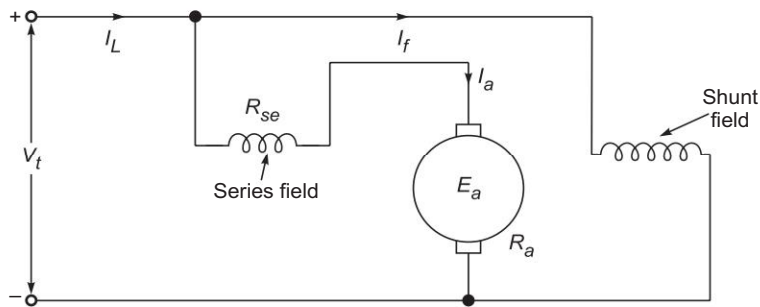 +
I_L
I_f
I_a
R_se
Series field
V_t
E_a
R_a
Shunt
field
−